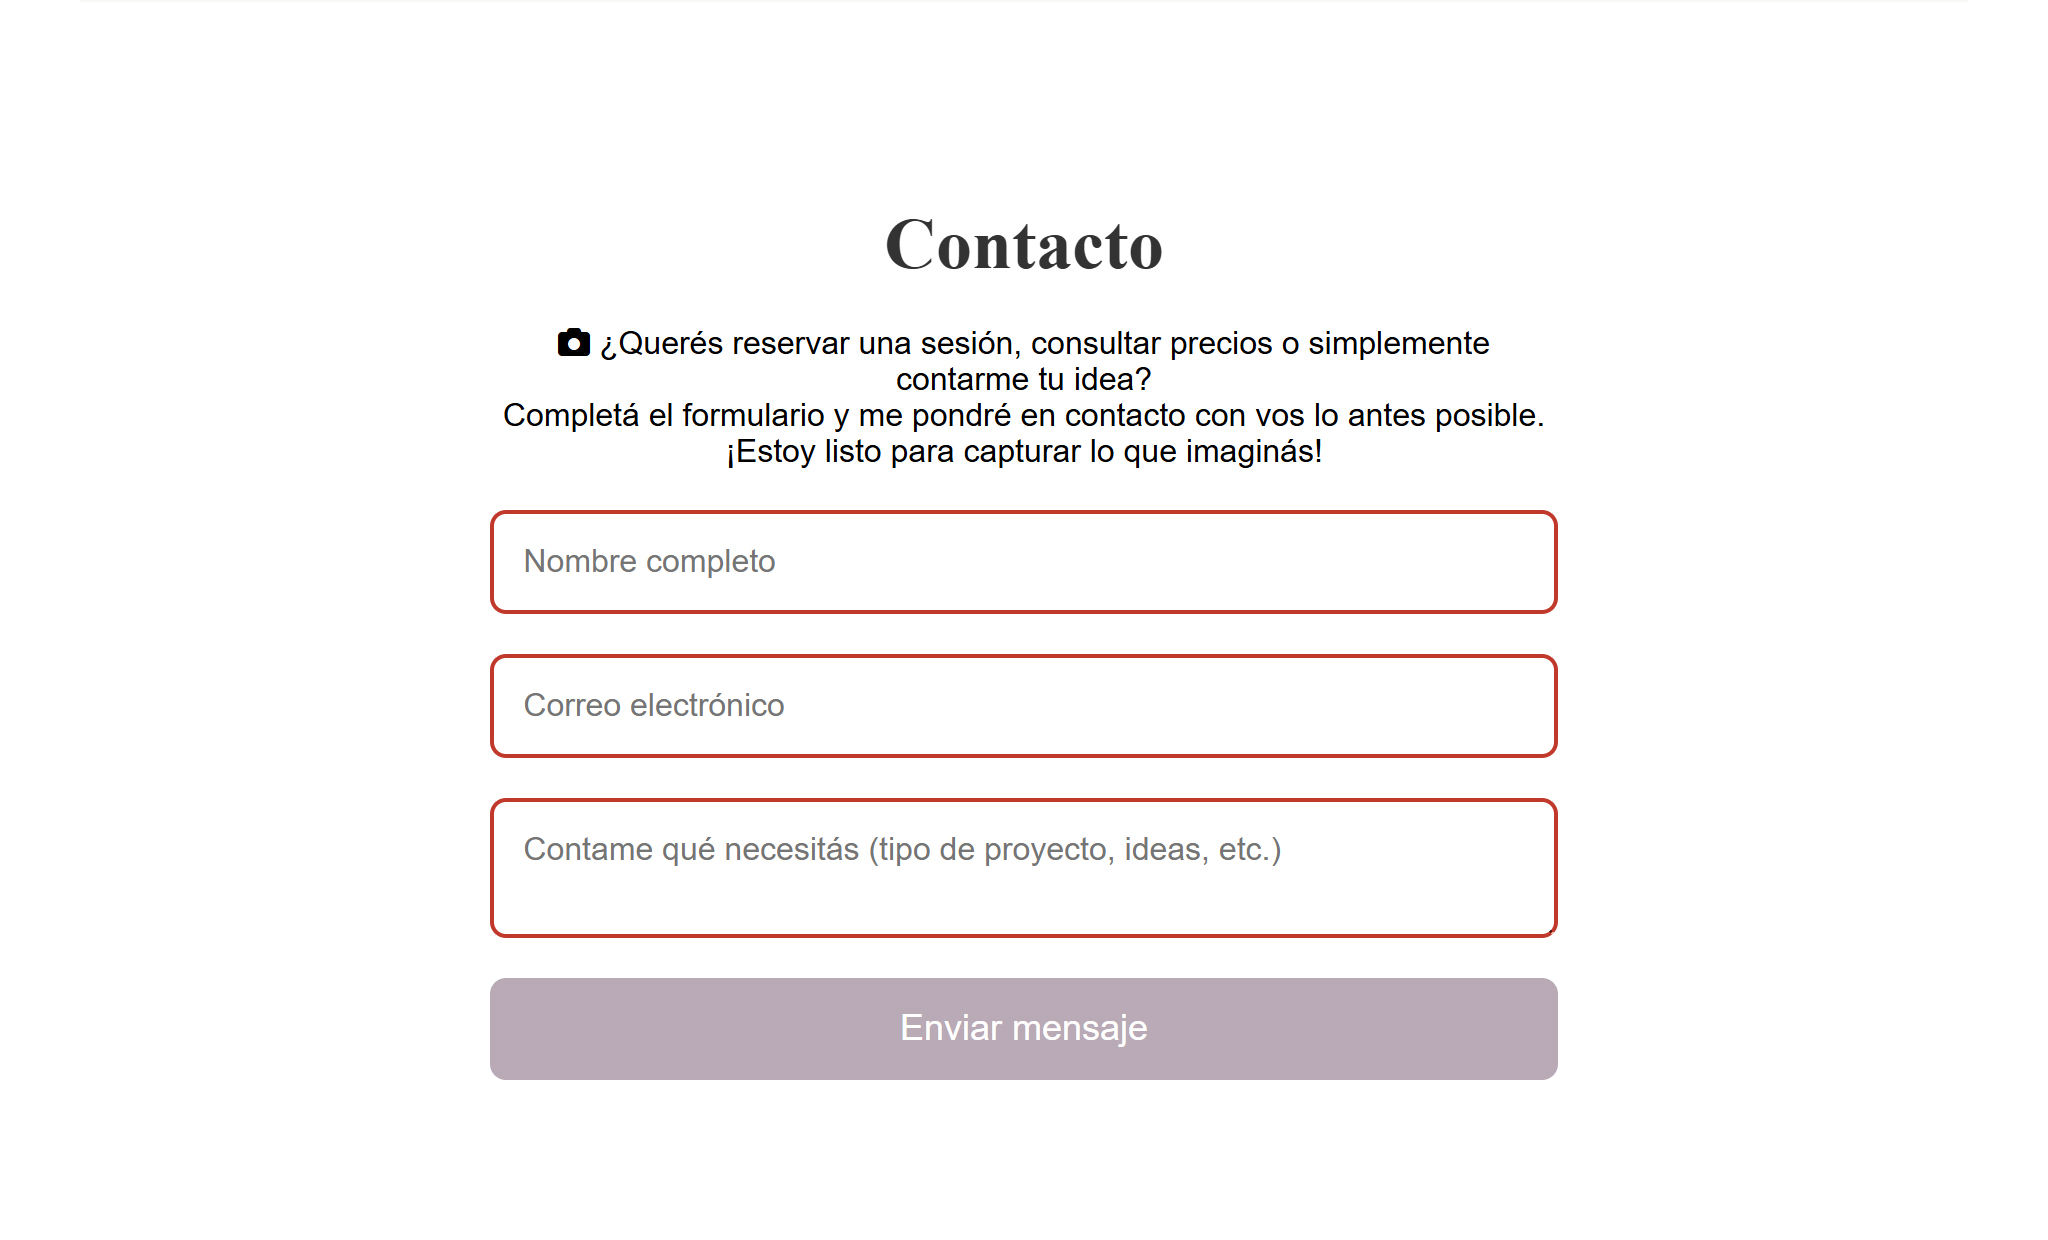 Contacto
¿Querés reservar una sesión, consultar precios o simplemente
contarme tu idea?
Completá el formulario y me pondré en contacto con vos lo antes posible.
¡Estoy listo para capturar lo que imaginás!
Nombre completo
Correo electrónico
Contame qué necesitás (tipo de proyecto, ideas, etc.)
Enviar mensaje